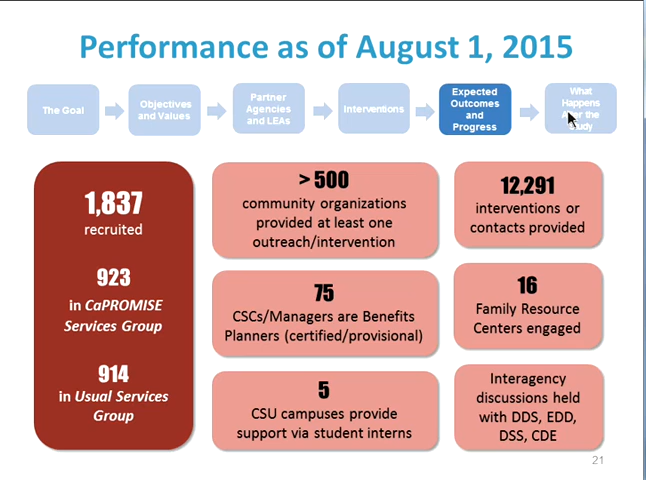 Performance as of August 1, 2015
The Goal
Objectives
and Values
Partner
Agencies
and LEAs
Interventions
Expected
Outcomes
and
Progress
What
Happens
After the
Study
1,837
recruited
923
in CaPROMISE
Services Group
914
in Usual Services
Group
> 500
community organizations
provided at least one
outreach/intervention
75
CSCs/Managers are Benefits
Planners (certified/provisional)
5
CSU campuses provide
support via student interns
12,291
interventions or
contacts provided
16
Family Resource
Centers engaged
Interagency
discussions held
with DDS, EDD,
DSS, CDE
21